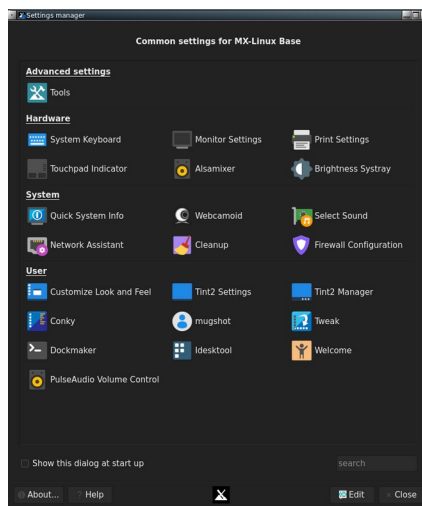 Settings manager
Common settings for MX-Linux Base
Advanced settings
Tools
Hardware
System Keyboard Monitor Settings Print Settings
Touchpad Indicator Alsamixer Brightness Systray
System
Quick System Info Webcamoid Select Sound
Network Assistant Cleanup Firewall Configuration
User
Customize Look and Feel Tint2 Settings Tint2 Manager
Conky mugshot Tweak
Dockmaker Idesktool Welcome
PulseAudio Volume Control
Show this dialog at start up search
About... ? Help Edit × Close